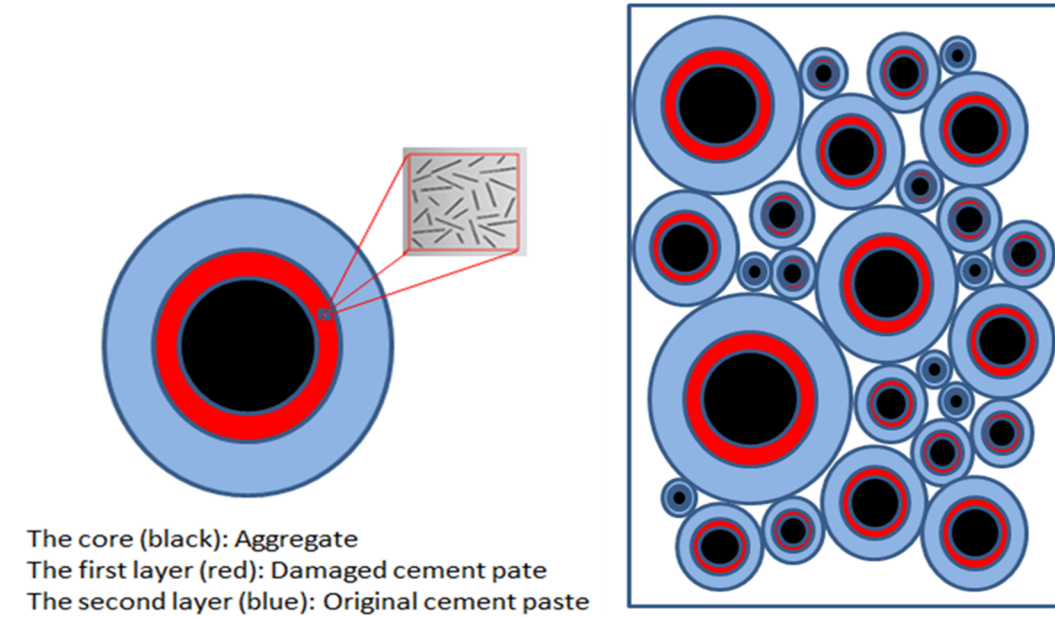 The core (black): Aggregate
The first layer (red): Damaged cement pate
The second layer (blue): Original cement paste